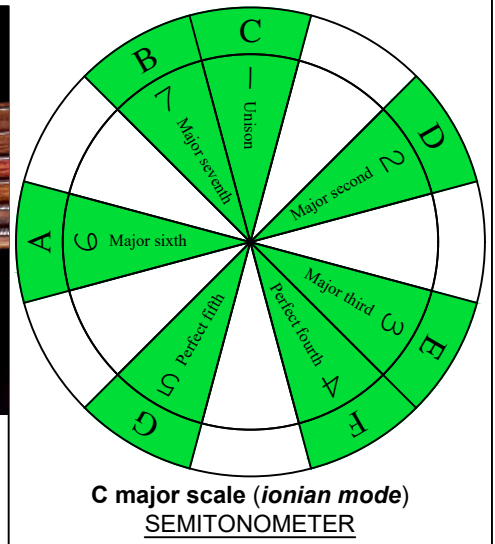 C
1 Unison
D
2 Major second
E
3 Major third
F
4 Perfect fourth
G
5 Perfect fifth
A
6 Major sixth
B
7 Major seventh
C major scale (ionian mode)
SEMITONOMETER